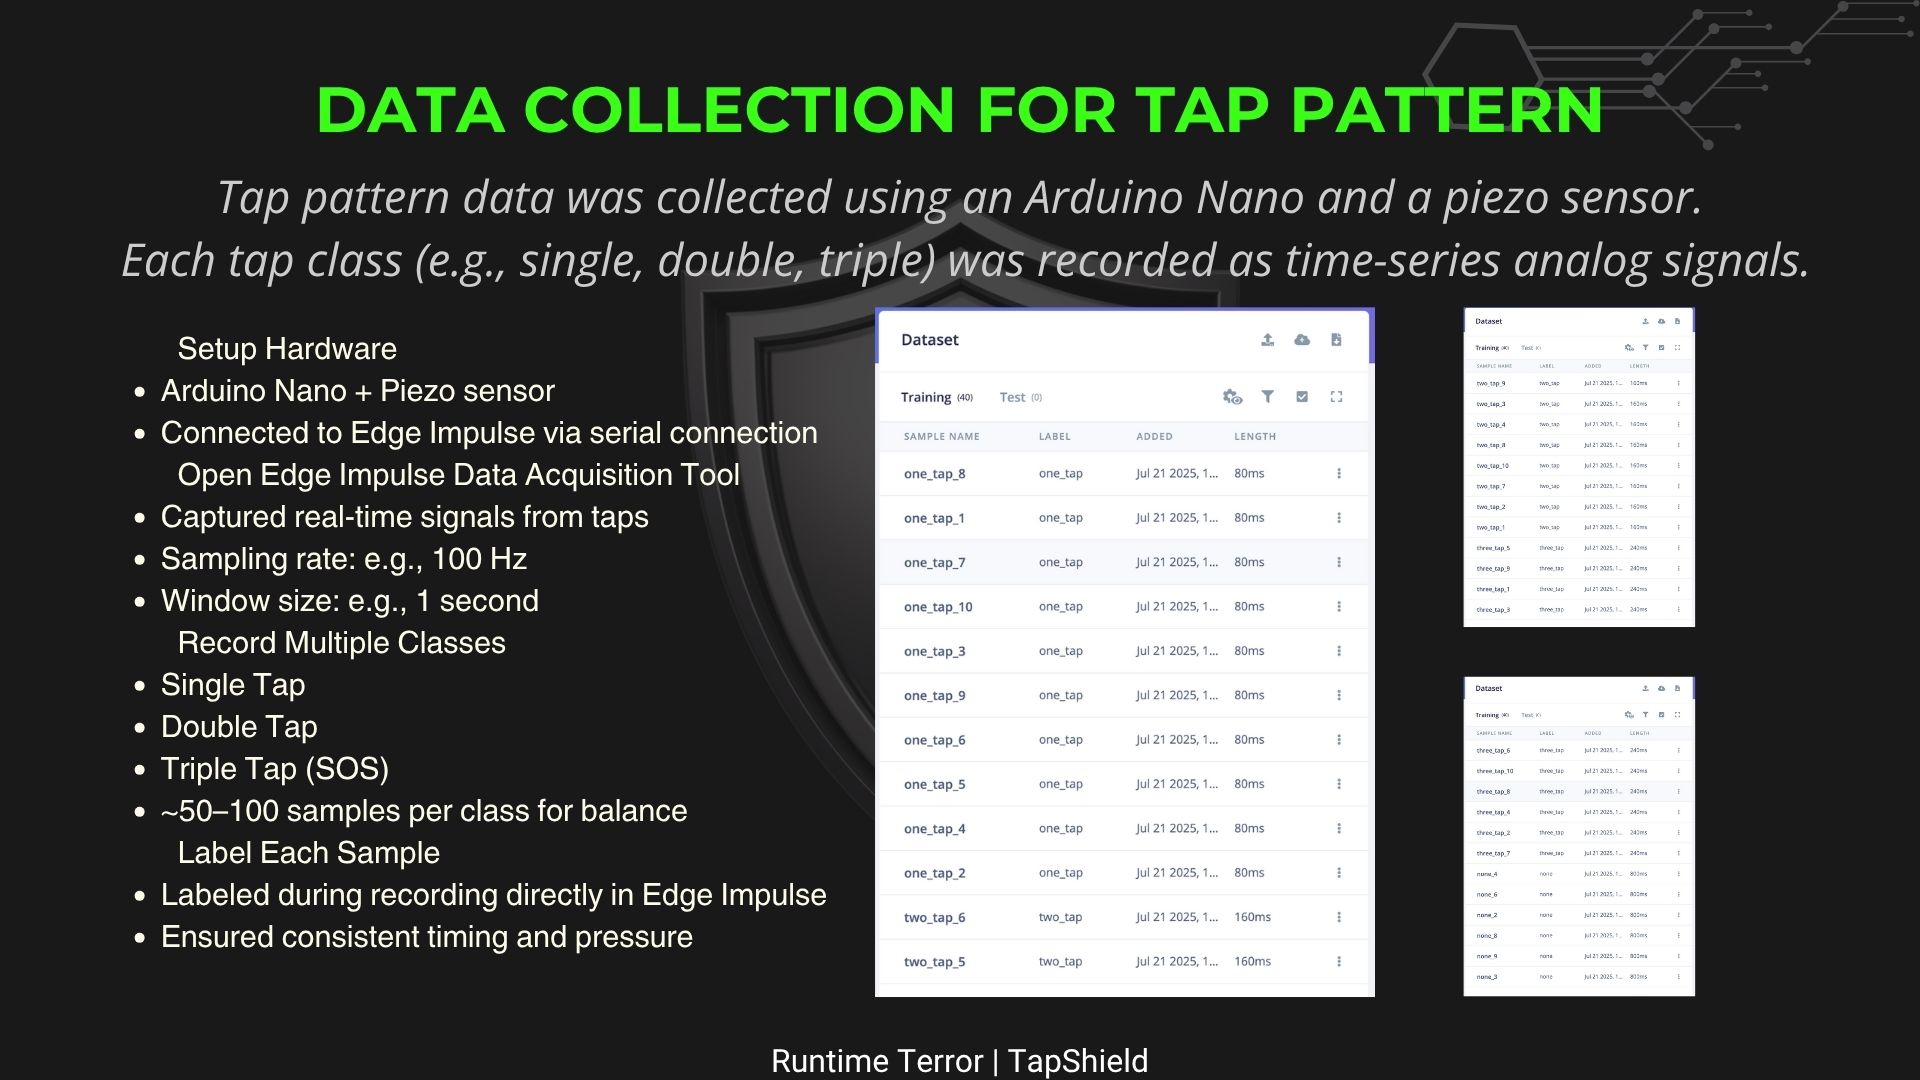 DATA COLLECTION FOR TAP PATTERN
Tap pattern data was collected using an Arduino Nano and a piezo sensor.
Each tap class (e.g., single, double, triple) was recorded as time-series analog signals.
Setup Hardware
• Arduino Nano + Piezo sensor
• Connected to Edge Impulse via serial connection
Open Edge Impulse Data Acquisition Tool
• Captured real-time signals from taps
• Sampling rate: e.g., 100 Hz
• Window size: e.g., 1 second
Record Multiple Classes
• Single Tap
• Double Tap
• Triple Tap (SOS)
• ~50–100 samples per class for balance
Label Each Sample
• Labeled during recording directly in Edge Impulse
• Ensured consistent timing and pressure
Dataset
Training (40) Test (0)
SAMPLE NAME LABEL ADDED LENGTH
one_tap_8 one_tap Jul 21 2025, 1... 80ms
one_tap_1 one_tap Jul 21 2025, 1... 80ms
one_tap_7 one_tap Jul 21 2025, 1... 80ms
one_tap_10 one_tap Jul 21 2025, 1... 80ms
one_tap_3 one_tap Jul 21 2025, 1... 80ms
one_tap_9 one_tap Jul 21 2025, 1... 80ms
one_tap_6 one_tap Jul 21 2025, 1... 80ms
one_tap_5 one_tap Jul 21 2025, 1... 80ms
one_tap_4 one_tap Jul 21 2025, 1... 80ms
one_tap_2 one_tap Jul 21 2025, 1... 80ms
two_tap_6 two_tap Jul 21 2025, 1... 160ms
two_tap_5 two_tap Jul 21 2025, 1... 160ms
Dataset
Training (40) Test
SAMPLE NAME LABEL ADDED LENGTH
two_tap_9 two_tap Jul 21 2025, 1... 160ms
two_tap_3 two_tap Jul 21 2025, 1... 160ms
two_tap_4 two_tap Jul 21 2025, 1... 160ms
two_tap_8 two_tap Jul 21 2025, 1... 160ms
two_tap_10 two_tap Jul 21 2025, 1... 160ms
two_tap_7 two_tap Jul 21 2025, 1... 160ms
two_tap_2 two_tap Jul 21 2025, 1... 160ms
two_tap_1 two_tap Jul 21 2025, 1... 160ms
three_tap_5 three_tap Jul 21 2025, 1... 240ms
three_tap_9 three_tap Jul 21 2025, 1... 240ms
three_tap_1 three_tap Jul 21 2025, 1... 240ms
three_tap_3 three_tap Jul 21 2025, 1... 240ms
Dataset
Training (40) Test
SAMPLE NAME LABEL ADDED LENGTH
three_tap_6 three_tap Jul 21 2025, 1... 240ms
three_tap_10 three_tap Jul 21 2025, 1... 240ms
three_tap_8 three_tap Jul 21 2025, 1... 240ms
three_tap_4 three_tap Jul 21 2025, 1... 240ms
three_tap_2 three_tap Jul 21 2025, 1... 240ms
three_tap_7 three_tap Jul 21 2025, 1... 240ms
none_4 none Jul 21 2025, 1... 800ms
none_6 none Jul 21 2025, 1... 800ms
none_2 none Jul 21 2025, 1... 800ms
none_8 none Jul 21 2025, 1... 800ms
none_9 none Jul 21 2025, 1... 800ms
none_3 none Jul 21 2025, 1... 800ms
Runtime Terror | TapShield